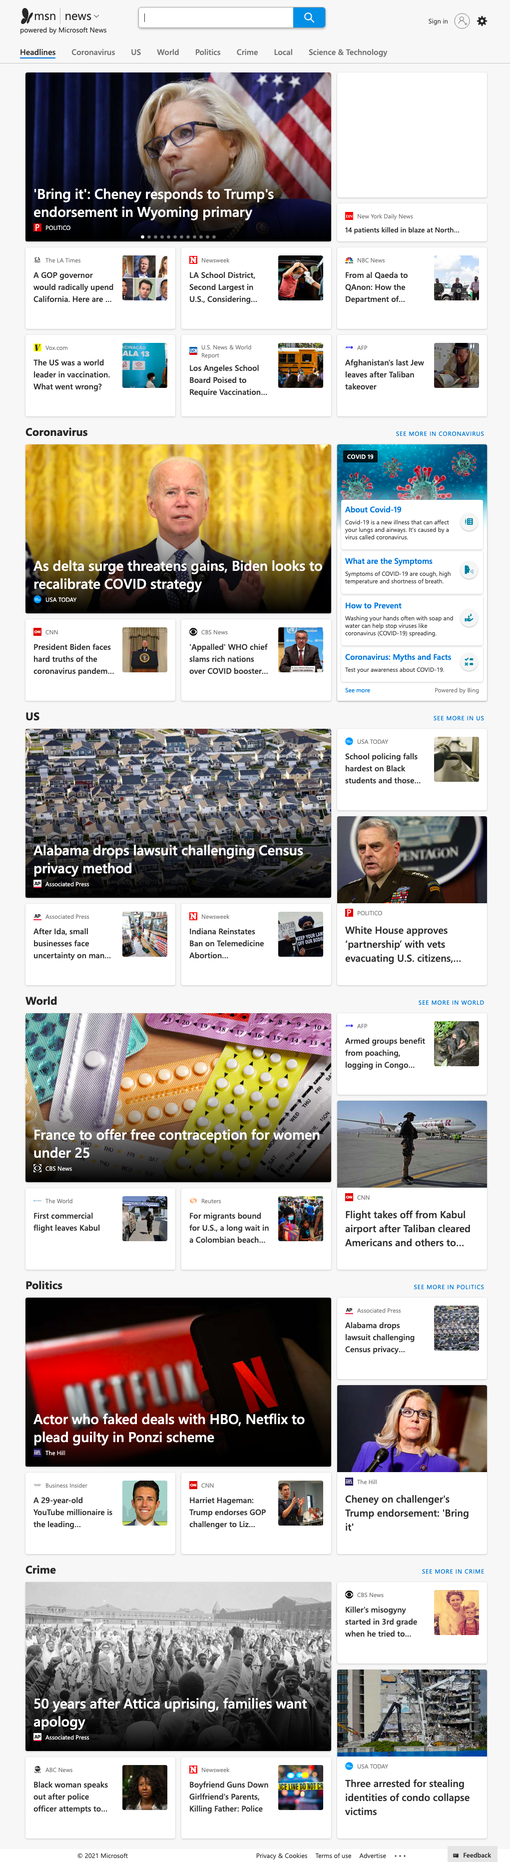 msn news
powered by Microsoft News
Sign in
Headlines Coronavirus US World Politics Crime Local Science & Technology
'Bring it': Cheney responds to Trump's
endorsement in Wyoming primary
POLITICO
New York Daily News
14 patients killed in blaze at North...
The LA Times
A GOP governor
would radically upend
California. Here are ...
Newsweek
LA School District,
Second Largest in
U.S., Considering...
NBC News
From al Qaeda to
QAnon: How the
Department of...
Vox.com
The US was a world
leader in vaccination.
What went wrong?
U.S. News & World
Report
Los Angeles School
Board Poised to
Require Vaccination...
AFP
Afghanistan's last Jew
leaves after Taliban
takeover
Coronavirus
SEE MORE IN CORONAVIRUS
As delta surge threatens gains, Biden looks to
recalibrate COVID strategy
USA TODAY
COVID 19
About Covid-19
Covid-19 is a new illness that can affect
your lungs and airways. It's caused by a
virus called coronavirus.
What are the Symptoms
Symptoms of COVID-19 are cough, high
temperature and shortness of breath.
How to Prevent
Washing your hands often with soap and
water can help stop viruses like
coronavirus (COVID-19) spreading.
Coronavirus: Myths and Facts
Test your awareness about COVID-19.
See more
Powered by Bing
CNN
President Biden faces
hard truths of the
coronavirus pandem...
CBS News
'Appalled' WHO chief
slams rich nations
over COVID booster...
US
SEE MORE IN US
Alabama drops lawsuit challenging Census
privacy method
Associated Press
USA TODAY
School policing falls
hardest on Black
students and those...
PENTAGON
POLITICO
White House approves
'partnership' with vets
evacuating U.S. citizens,...
Associated Press
After Ida, small
businesses face
uncertainty on man...
Newsweek
Indiana Reinstates
Ban on Telemedicine
Abortion...
KEEP YOUR LAWS
OFF OUR BODIES
World
SEE MORE IN WORLD
France to offer free contraception for women
under 25
CBS News
AFP
Armed groups benefit
from poaching,
logging in Congo...
CNN
Flight takes off from Kabul
airport after Taliban cleared
Americans and others to...
The World
First commercial
flight leaves Kabul
Reuters
For migrants bound
for U.S., a long wait in
a Colombian beach...
Politics
SEE MORE IN POLITICS
NETFLIX
N
Actor who faked deals with HBO, Netflix to
plead guilty in Ponzi scheme
The Hill
Associated Press
Alabama drops
lawsuit challenging
Census privacy...
The Hill
Cheney on challenger's
Trump endorsement: 'Bring
it'
Business Insider
A 29-year-old
YouTube millionaire is
the leading...
CNN
Harriet Hageman:
Trump endorses GOP
challenger to Liz...
Crime
SEE MORE IN CRIME
50 years after Attica uprising, families want
apology
Associated Press
CBS News
Killer's misogyny
started in 3rd grade
when he tried to...
USA TODAY
Three arrested for stealing
identities of condo collapse
victims
ABC News
Black woman speaks
out after police
officer attempts to...
Newsweek
Boyfriend Guns Down
Girlfriend's Parents,
Killing Father: Police
© 2021 Microsoft
Privacy & Cookies Terms of use Advertise
Feedback